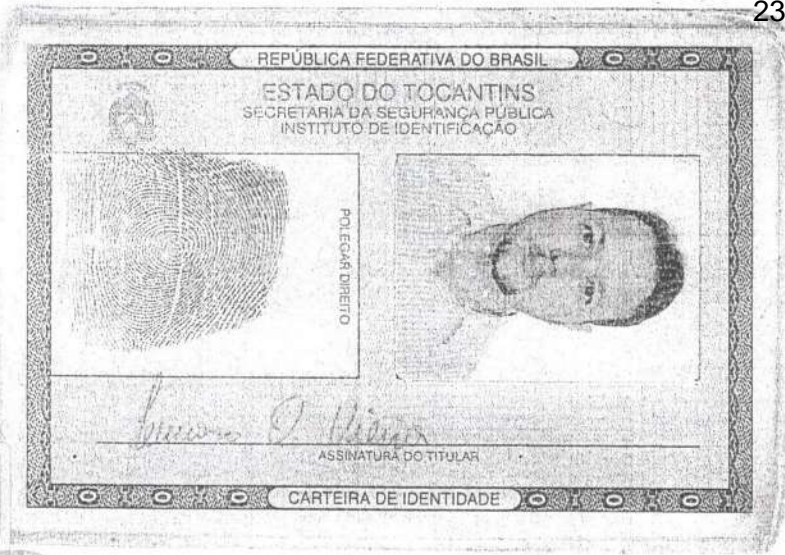 23
REPÚBLICA FEDERATIVA DO BRASIL
ESTADO DO TOCANTINS
SECRETARIA DA SEGURANÇA PÚBLICA
INSTITUTO DE IDENTIFICAÇÃO
POLEGAR DIREITO
ASSINATURA DO TITULAR
CARTEIRA DE IDENTIDADE